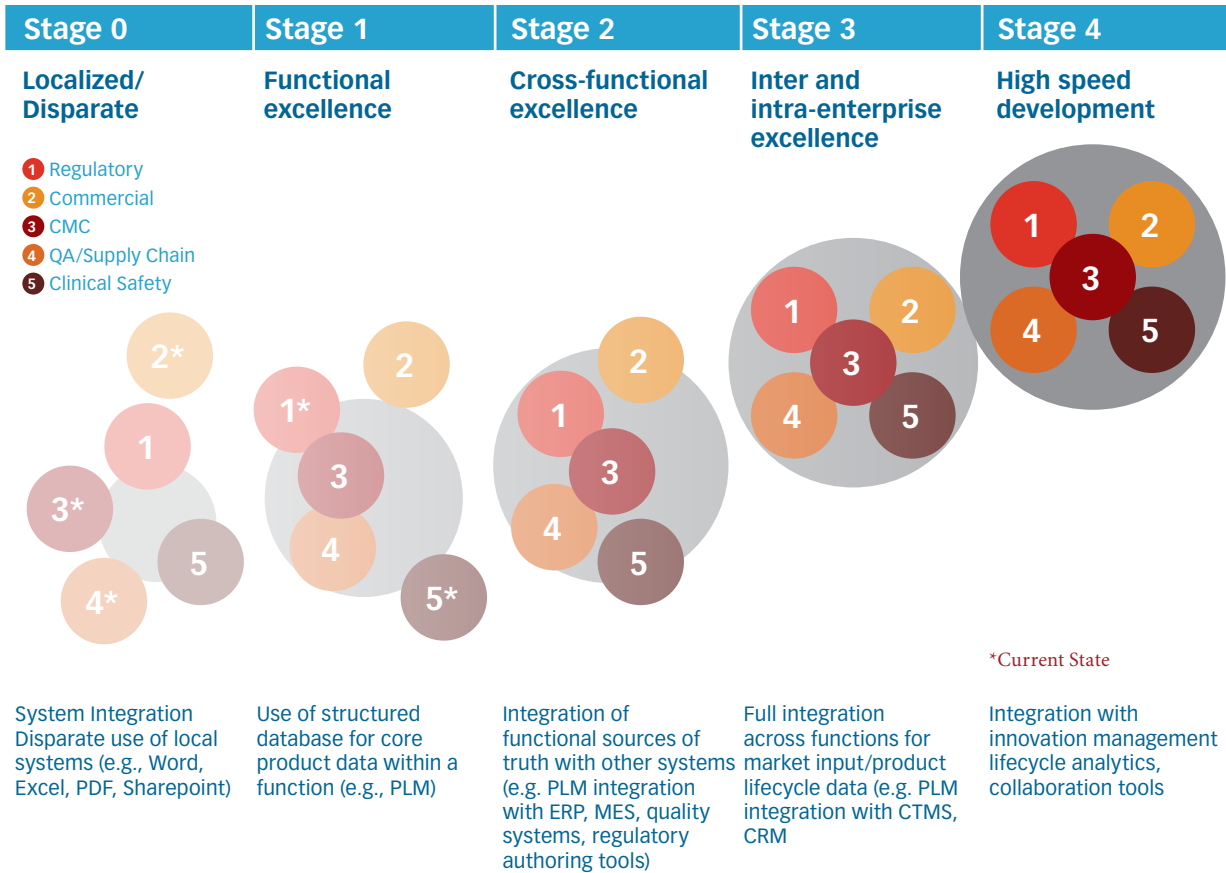 Stage 0
Stage 1
Stage 2
Stage 3
Stage 4
Localized/
Disparate
Functional
excellence
Cross-functional
excellence
Inter and
intra-enterprise
excellence
High speed
development
1 Regulatory
2 Commercial
3 CMC
4 QA/Supply Chain
5 Clinical Safety
2*
1
3*
5
4*
2
1*
3
4
5*
2
1
3
4
5
1
2
3
4
5
1
2
3
4
5
*Current State
System Integration
Disparate use of local
systems (e.g., Word,
Excel, PDF, Sharepoint)
Use of structured
database for core
product data within a
function (e.g., PLM)
Integration of
functional sources of
truth with other systems
(e.g. PLM integration
with ERP, MES, quality
systems, regulatory
authoring tools)
Full integration
across functions for
market input/product
lifecycle data (e.g. PLM
integration with CTMS,
CRM
Integration with
innovation management
lifecycle analytics,
collaboration tools